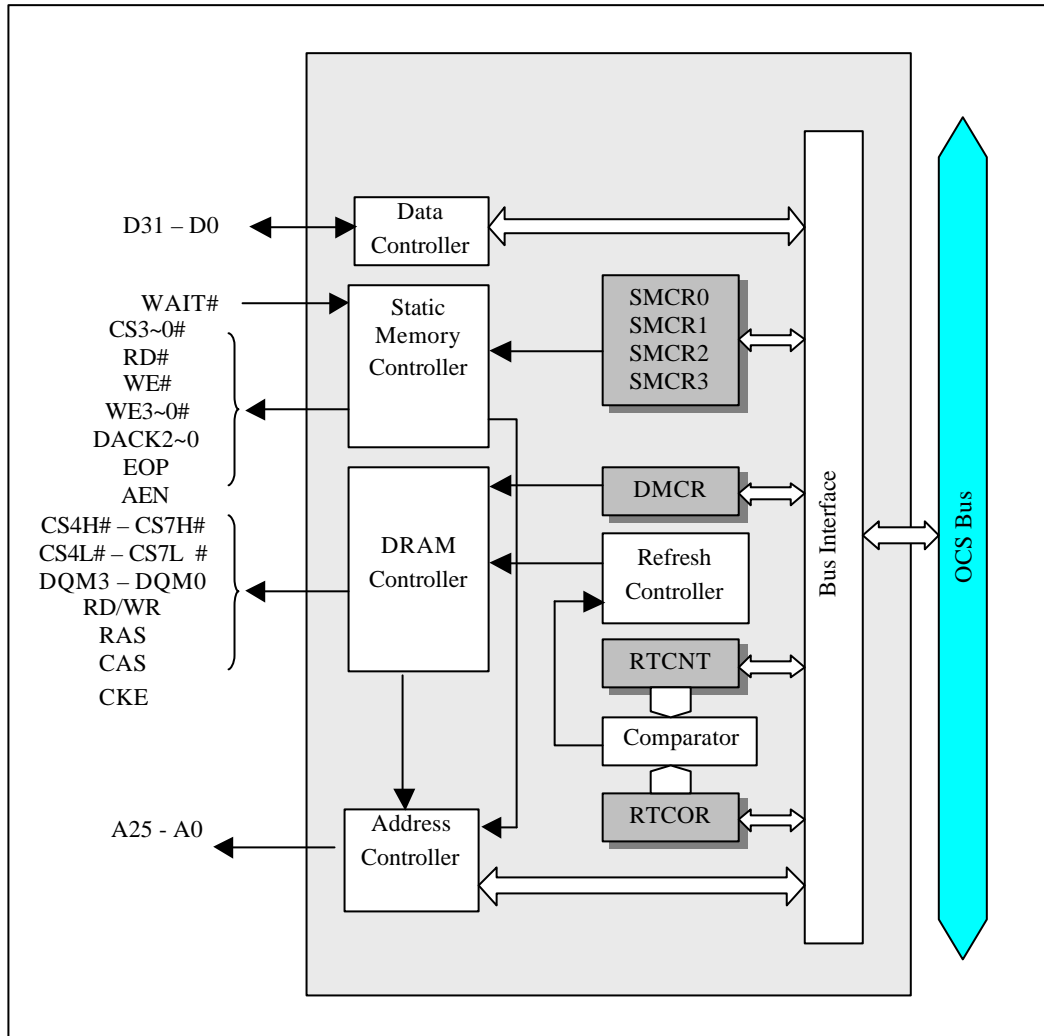 D31 – D0
Data
Controller
WAIT#
CS3~0#
RD#
WE#
WE3~0#
DACK2~0
EOP
AEN
Static
Memory
Controller
SMCR0
SMCR1
SMCR2
SMCR3
CS4H# – CS7H#
CS4L# – CS7L #
DQM3 – DQM0
RD/WR
RAS
CAS
CKE
DRAM
Controller
DMCR
Refresh
Controller
RTCNT
Comparator
RTCOR
A25 - A0
Address
Controller
Bus Interface
OCS Bus